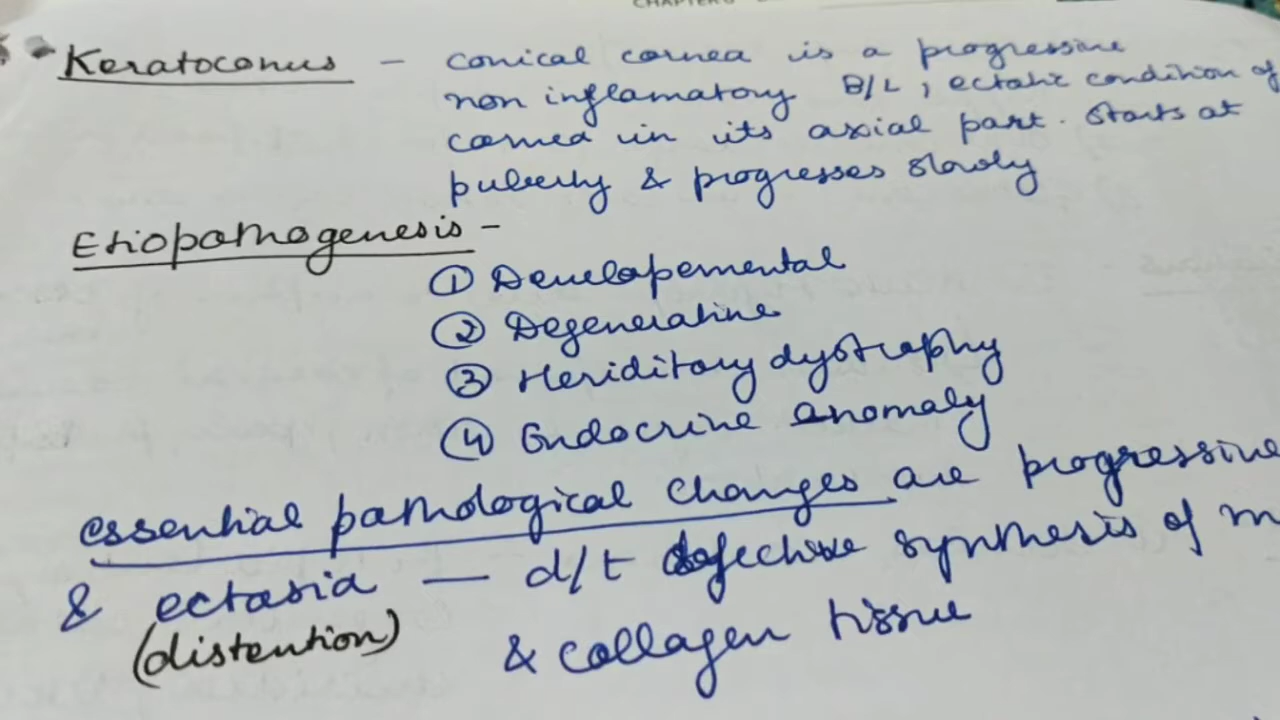 Keratoconus - conical cornea is a progressive
non inflamatory B/L, ectatic condition of
cornea in its axial part. Starts at
puberty & progresses slowly
Etiopathogenesis -
① Developemental
② Degenerative
③ Heriditary dystrophy
④ Endocrine anomaly
essential pathological changes are progressive
& ectasia — d/t defective synthesis of m
(distention) & collagen tissue